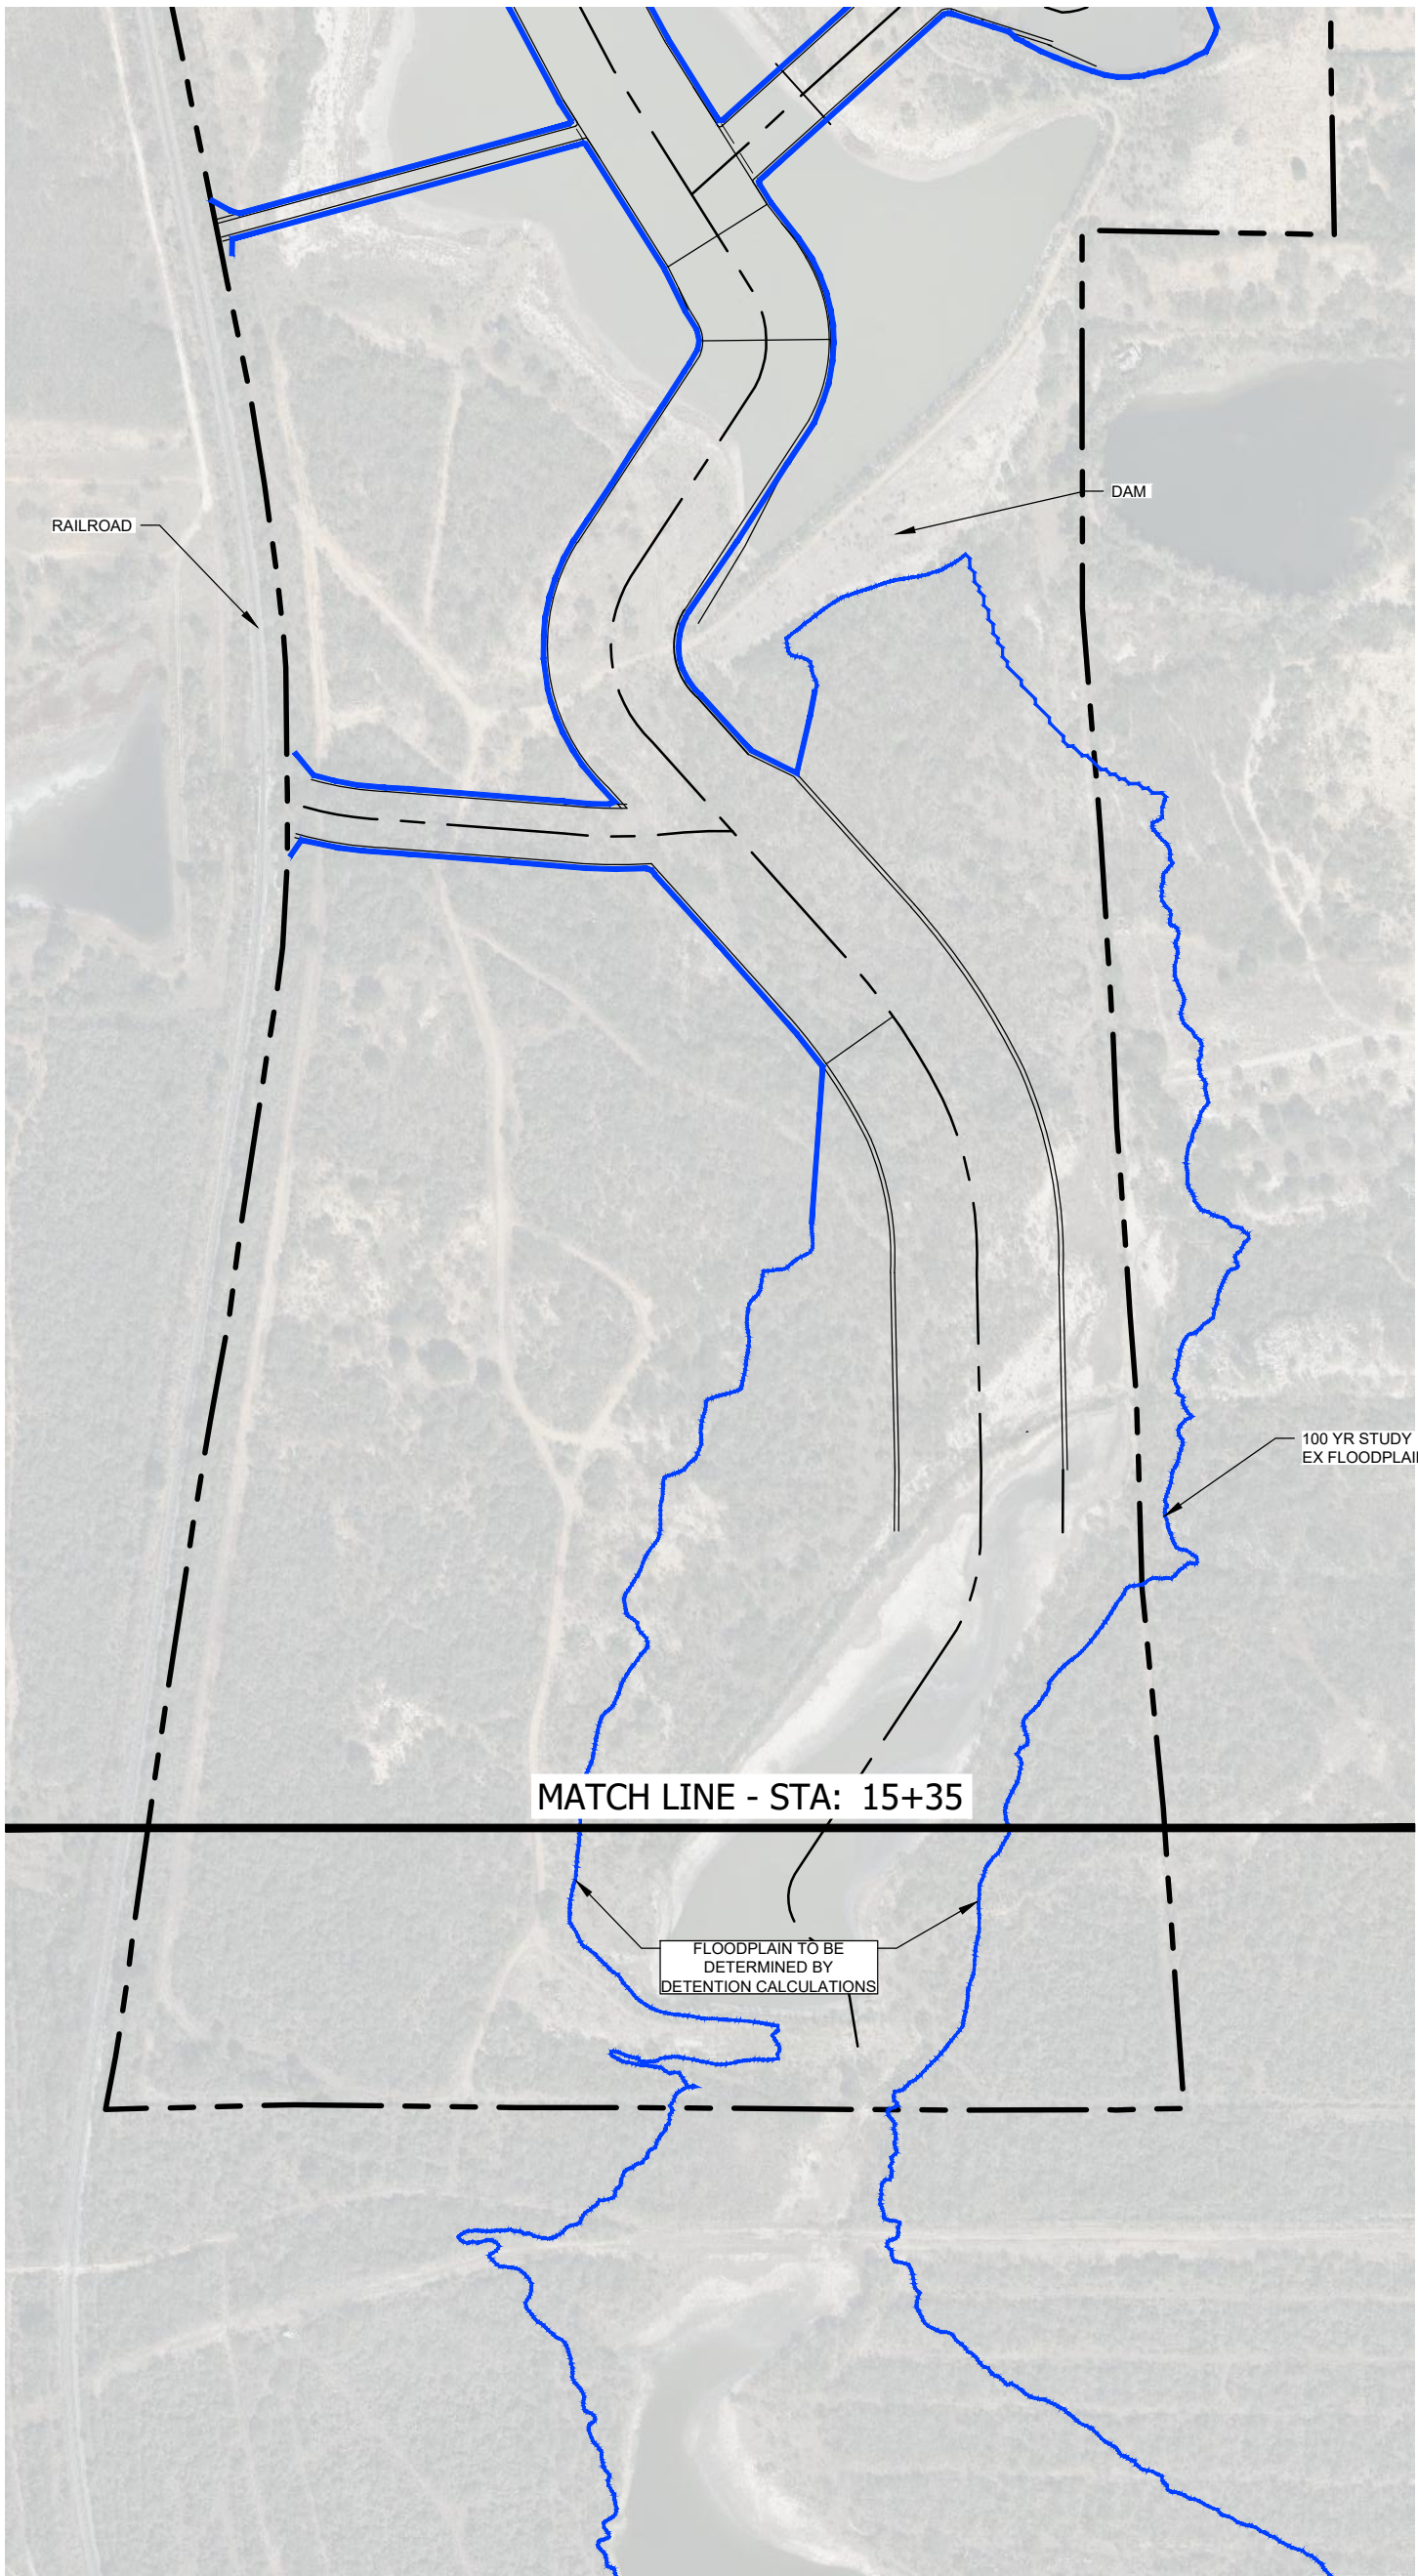 DAM
RAILROAD
100 YR STUDY
EX FLOODPLAI
MATCH LINE - STA: 15+35
FLOODPLAIN TO BE
DETERMINED BY
DETENTION CALCULATIONS